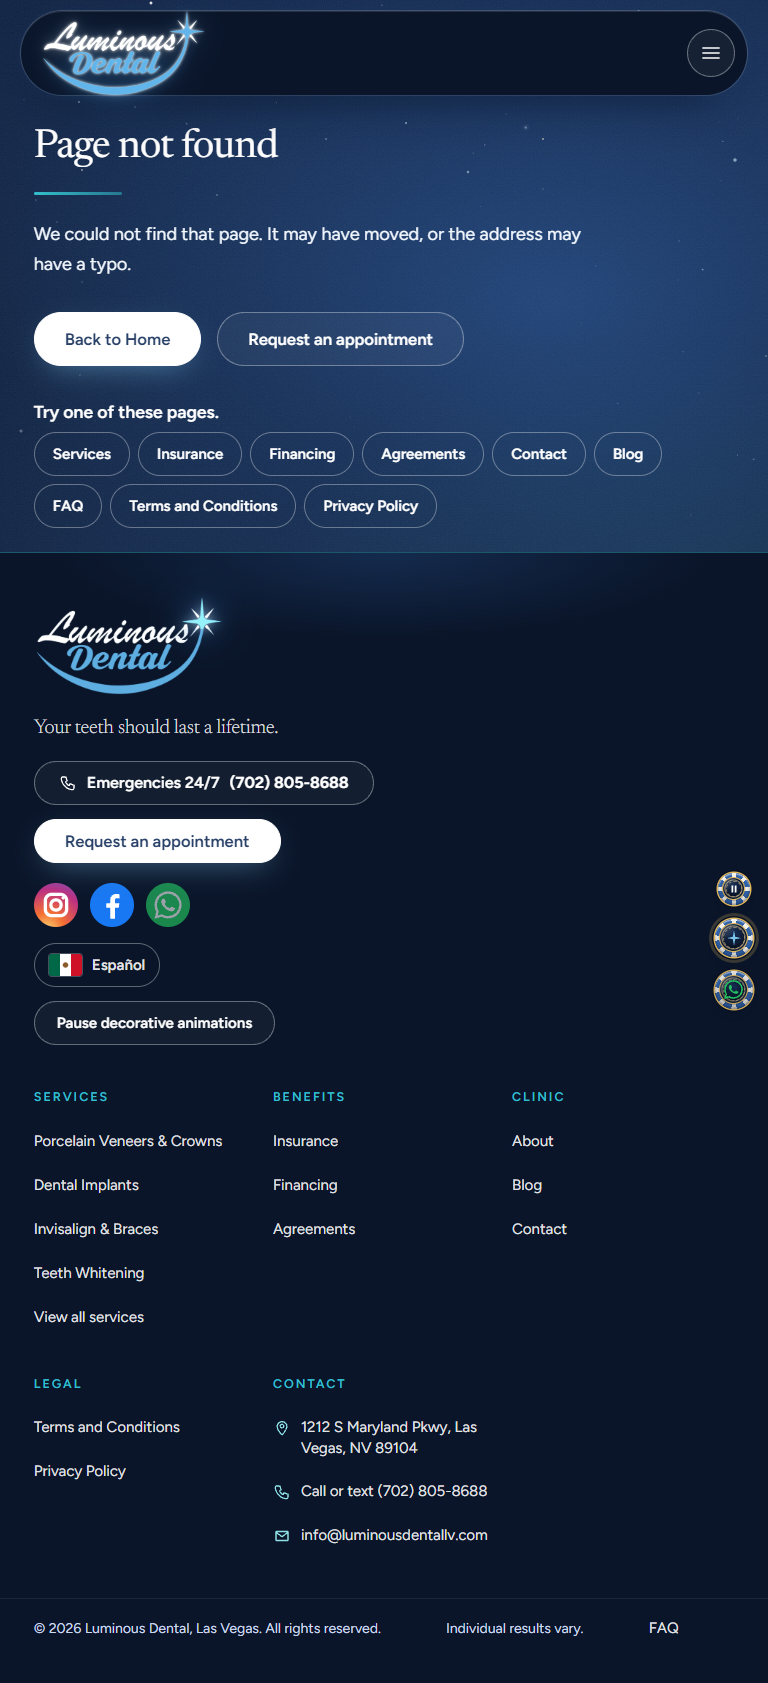 Luminous
Dental
Page not found
We could not find that page. It may have moved, or the address may
have a typo.
Back to Home
Request an appointment
Try one of these pages.
Services
Insurance
Financing
Agreements
Contact
Blog
FAQ
Terms and Conditions
Privacy Policy
Luminous
Dental
Your teeth should last a lifetime.
Emergencies 24/7 (702) 805-8688
Request an appointment
Español
Pause decorative animations
SERVICES
Porcelain Veneers & Crowns
Dental Implants
Invisalign & Braces
Teeth Whitening
View all services
BENEFITS
Insurance
Financing
Agreements
CLINIC
About
Blog
Contact
LEGAL
Terms and Conditions
Privacy Policy
CONTACT
1212 S Maryland Pkwy, Las
Vegas, NV 89104
Call or text (702) 805-8688
info@luminousdentallv.com
© 2026 Luminous Dental, Las Vegas. All rights reserved.
Individual results vary.
FAQ